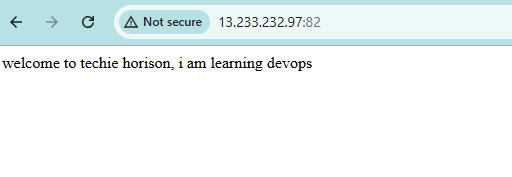 Not secure 13.233.232.97:82
welcome to techie horison, i am learning devops